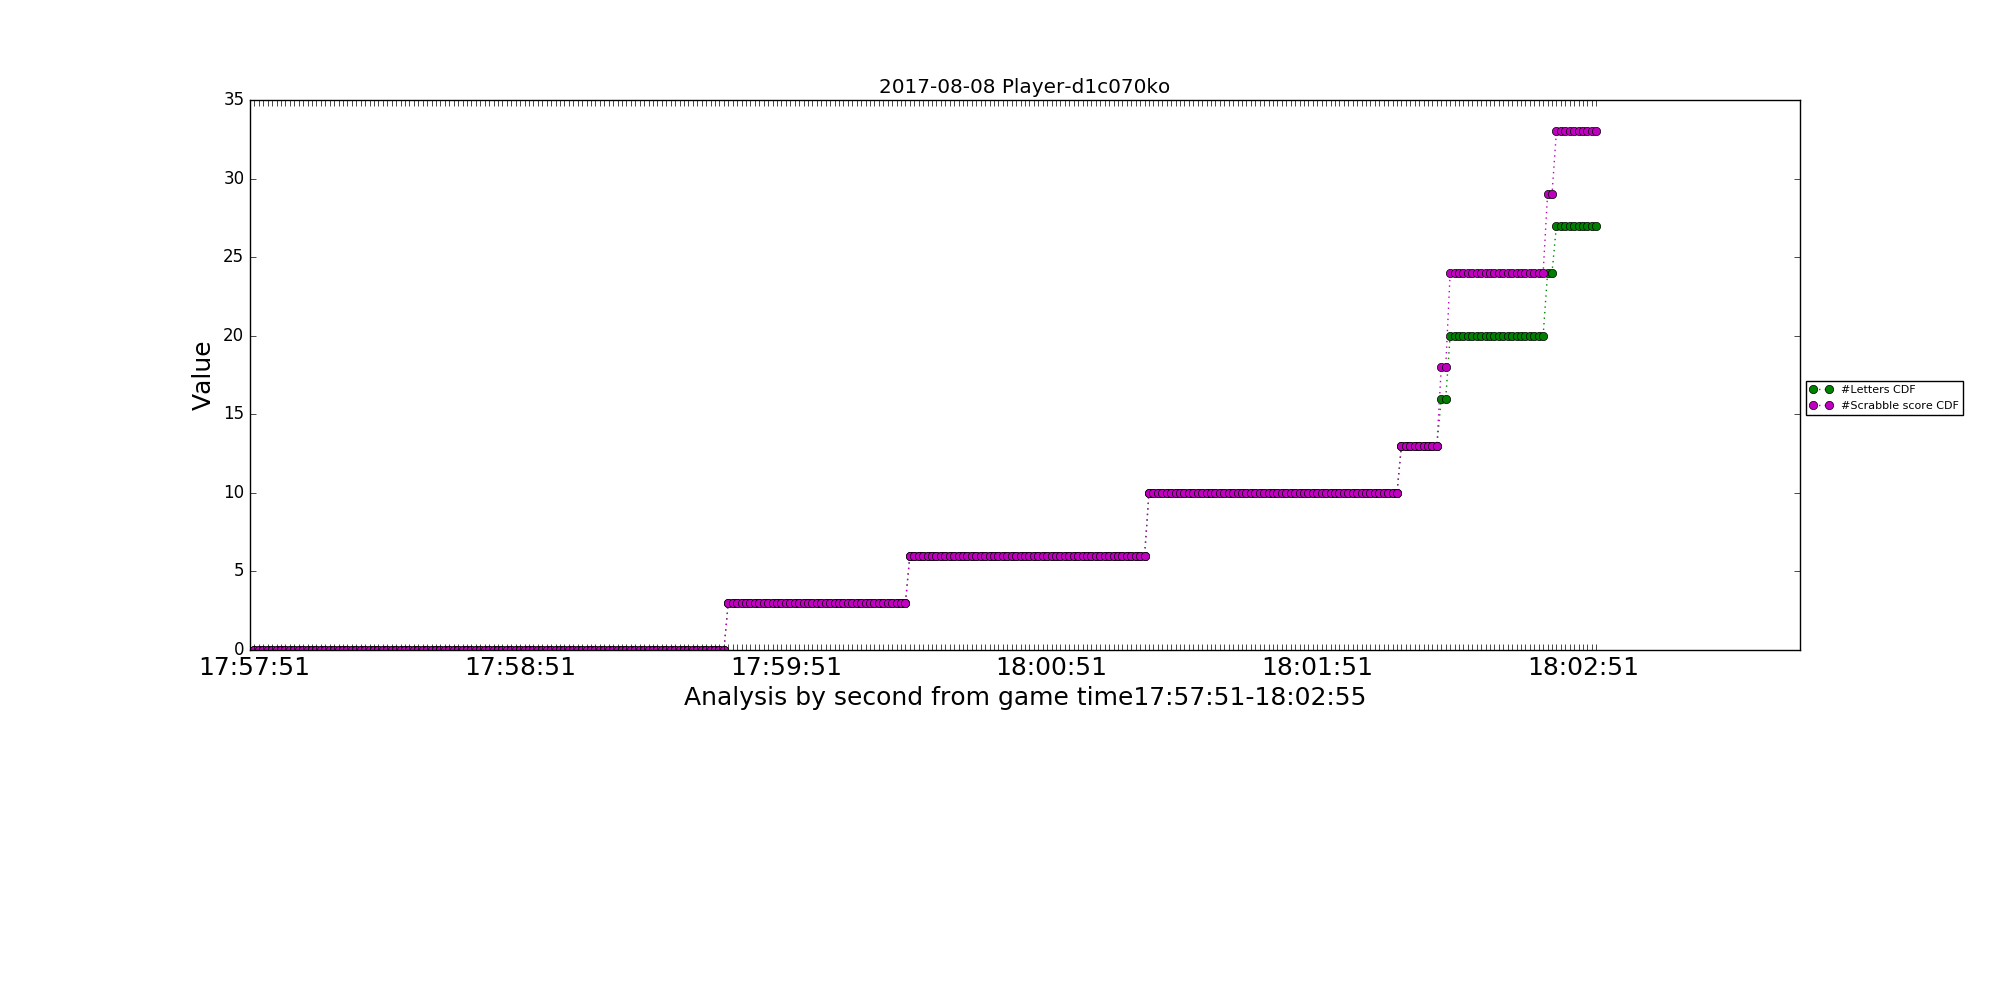 2017-08-08 Player-d1c070ko
35
30
25
20
15
10
5
0
Value
17:57:51 17:58:51 17:59:51 18:00:51 18:01:51 18:02:51
Analysis by second from game time17:57:51-18:02:55
#Letters CDF
#Scrabble score CDF